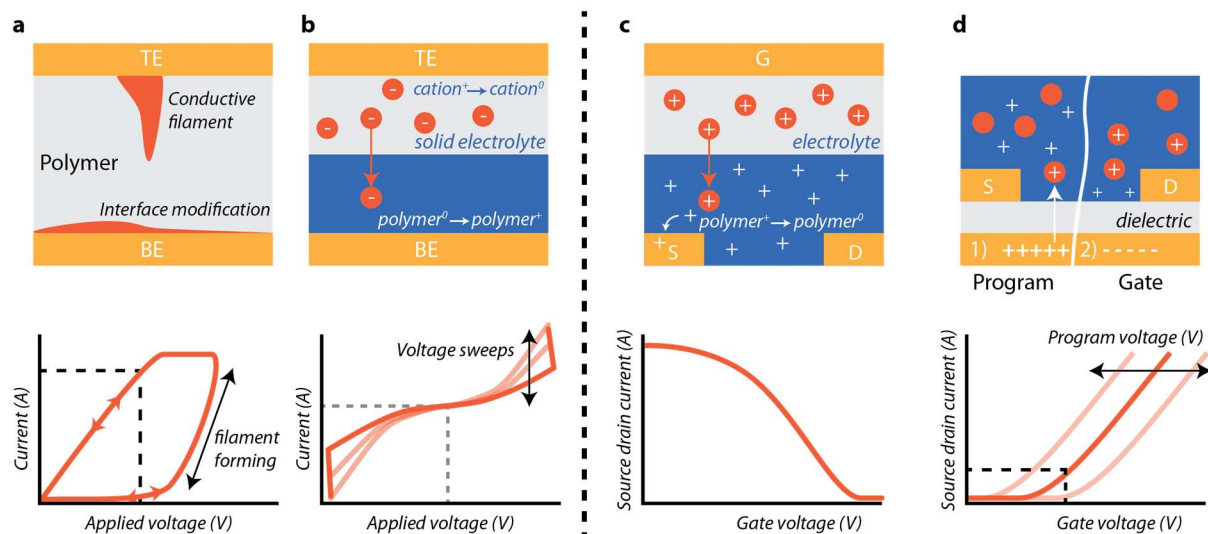 a
TE
Conductive
filament
Polymer
Interface modification
BE
Current (A)
filament
forming
Applied voltage (V)
b
TE
cation⁺→cation⁰
- - - - -
solid electrolyte
-
polymer⁰→polymer⁺
BE
Voltage sweeps
Current (A)
Applied voltage (V)
c
G
+ + + + + +
electrolyte
+ + + + + +
+
+ polymer⁺→polymer⁰
+ S + + D
Source drain current (A)
Gate voltage (V)
d
+ + + +
+ +
+ + +
S + + D
dielectric
1) +++++ 2) -----
Program Gate
Program voltage (V)
Source drain current (A)
Gate voltage (V)